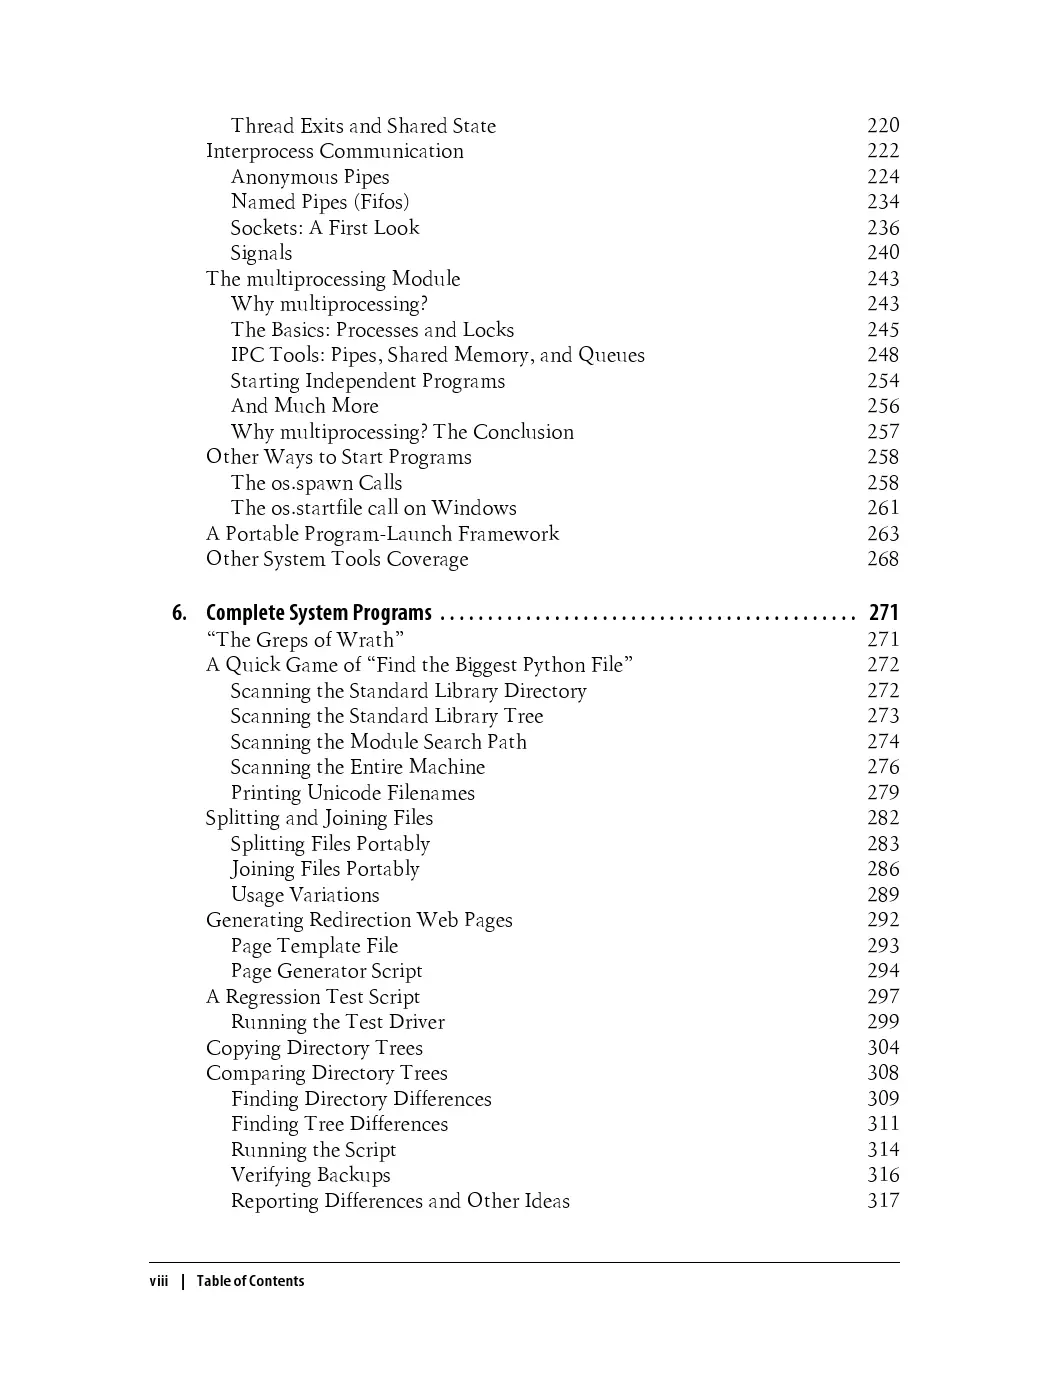 Thread Exits and Shared State 220
Interprocess Communication 222
Anonymous Pipes 224
Named Pipes (Fifos) 234
Sockets: A First Look 236
Signals 240
The multiprocessing Module 243
Why multiprocessing? 243
The Basics: Processes and Locks 245
IPC Tools: Pipes, Shared Memory, and Queues 248
Starting Independent Programs 254
And Much More 256
Why multiprocessing? The Conclusion 257
Other Ways to Start Programs 258
The os.spawn Calls 258
The os.startfile call on Windows 261
A Portable Program-Launch Framework 263
Other System Tools Coverage 268
6. Complete System Programs . . . . . . . . . . . . . . . . . . . . . . . . . . . . . . . . . . . . . . . . . . . . 271
“The Greps of Wrath” 271
A Quick Game of “Find the Biggest Python File” 272
Scanning the Standard Library Directory 272
Scanning the Standard Library Tree 273
Scanning the Module Search Path 274
Scanning the Entire Machine 276
Printing Unicode Filenames 279
Splitting and Joining Files 282
Splitting Files Portably 283
Joining Files Portably 286
Usage Variations 289
Generating Redirection Web Pages 292
Page Template File 293
Page Generator Script 294
A Regression Test Script 297
Running the Test Driver 299
Copying Directory Trees 304
Comparing Directory Trees 308
Finding Directory Differences 309
Finding Tree Differences 311
Running the Script 314
Verifying Backups 316
Reporting Differences and Other Ideas 317
viii | Table of Contents